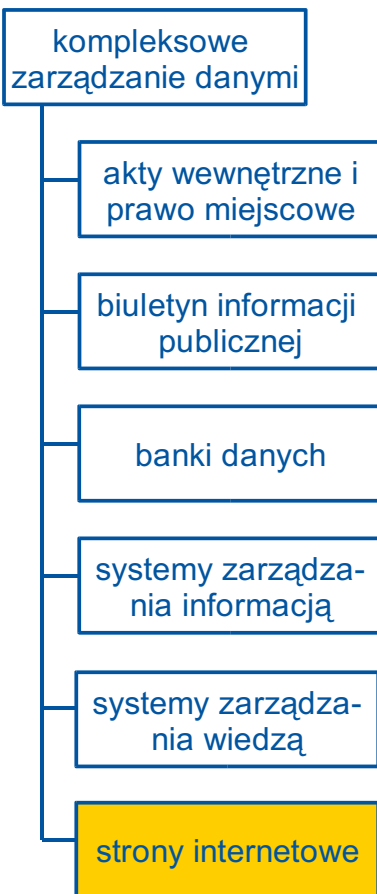 kompleksowe
zarządzanie danymi
akty wewnętrzne i
prawo miejscowe
biuletyn informacji
publicznej
banki danych
systemy zarządza-
nia informacją
systemy zarządza-
nia wiedzą
strony internetowe